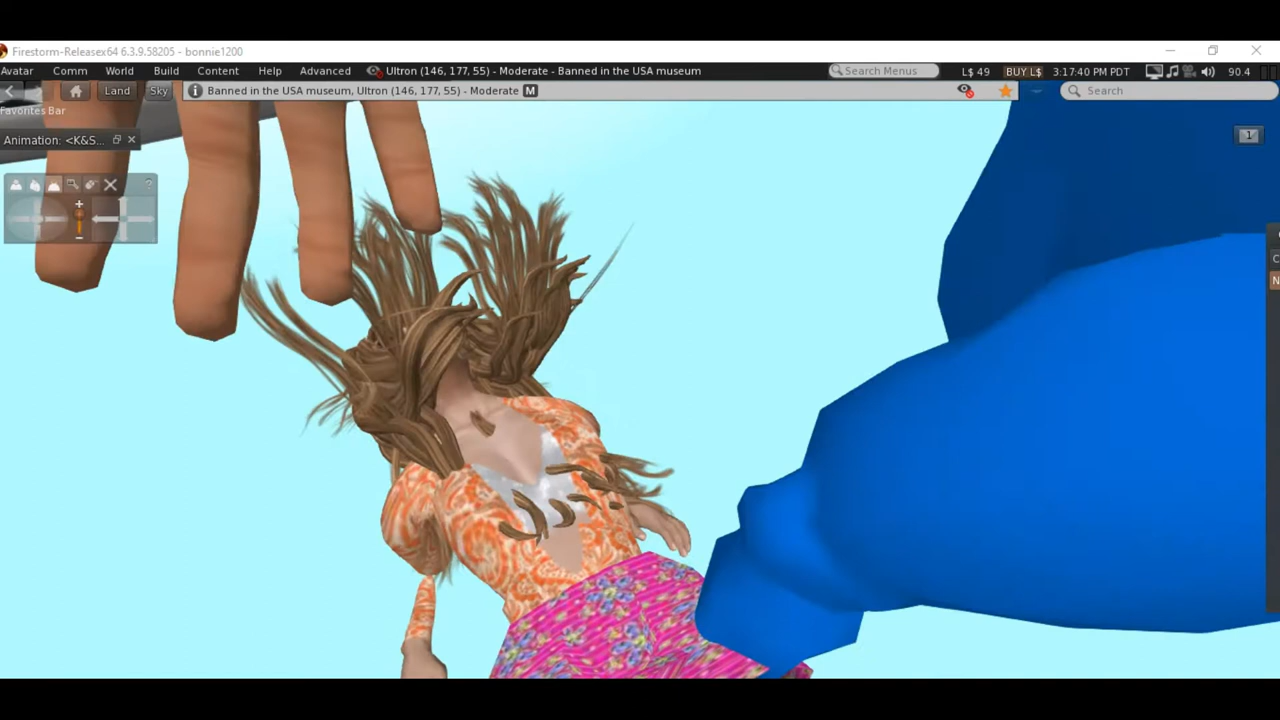 Firestorm-Releasex64 6.3.9.58205 - bonnie1200
Avatar Comm World Build Content Help Advanced Ultron (146, 177, 55) - Moderate - Banned in the USA museum Search Menus L$ 49 BUY L$ 3:17:40 PM PDT 90.4
Land Sky Banned in the USA museum, Ultron (146, 177, 55) - Moderate M Search
Favorites Bar
Animation: <K&S...
1
?
C
N